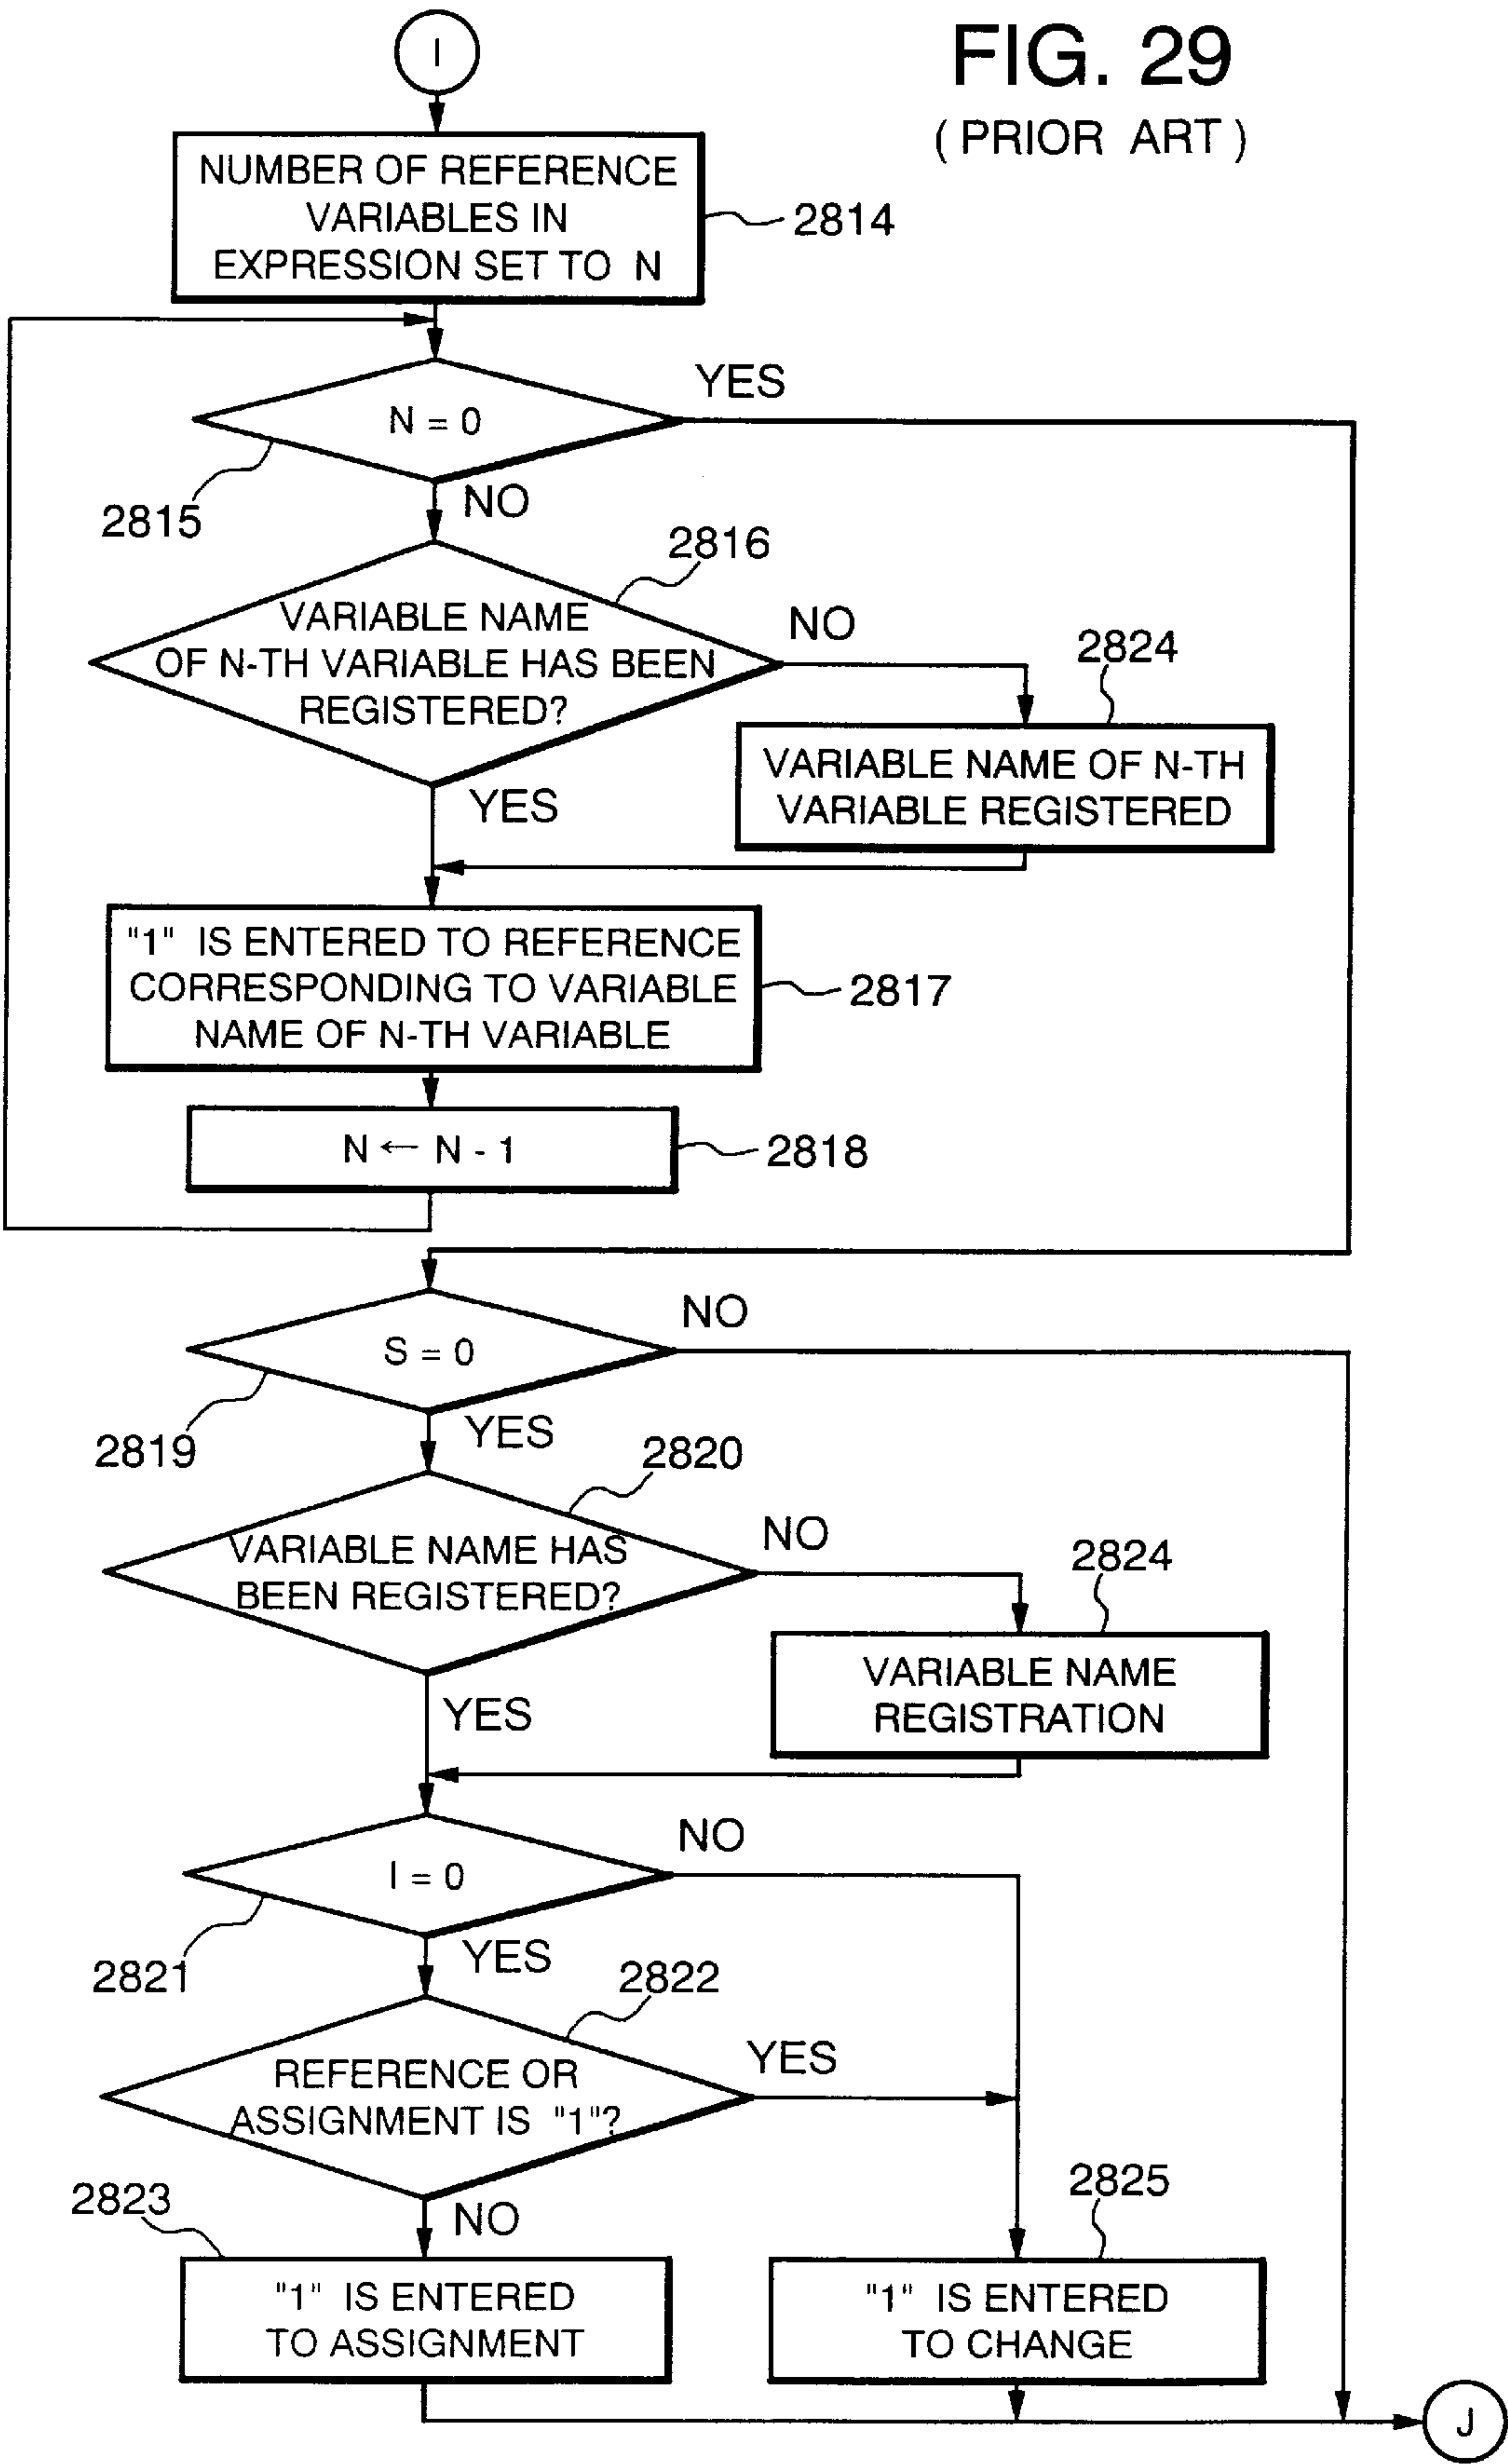 I
FIG. 29
( PRIOR ART )
NUMBER OF REFERENCE
VARIABLES IN
EXPRESSION SET TO N
2814
YES
N = 0
2815
NO
2816
VARIABLE NAME
OF N-TH VARIABLE HAS BEEN
REGISTERED?
NO
2824
VARIABLE NAME OF N-TH
VARIABLE REGISTERED
YES
"1" IS ENTERED TO REFERENCE
CORRESPONDING TO VARIABLE
NAME OF N-TH VARIABLE
2817
N ← N - 1
2818
NO
S = 0
2819
YES
2820
VARIABLE NAME HAS
BEEN REGISTERED?
NO
2824
VARIABLE NAME
REGISTRATION
YES
NO
I = 0
2821
YES
2822
REFERENCE OR
ASSIGNMENT IS "1"?
YES
2823
NO
2825
"1" IS ENTERED
TO ASSIGNMENT
"1" IS ENTERED
TO CHANGE
J